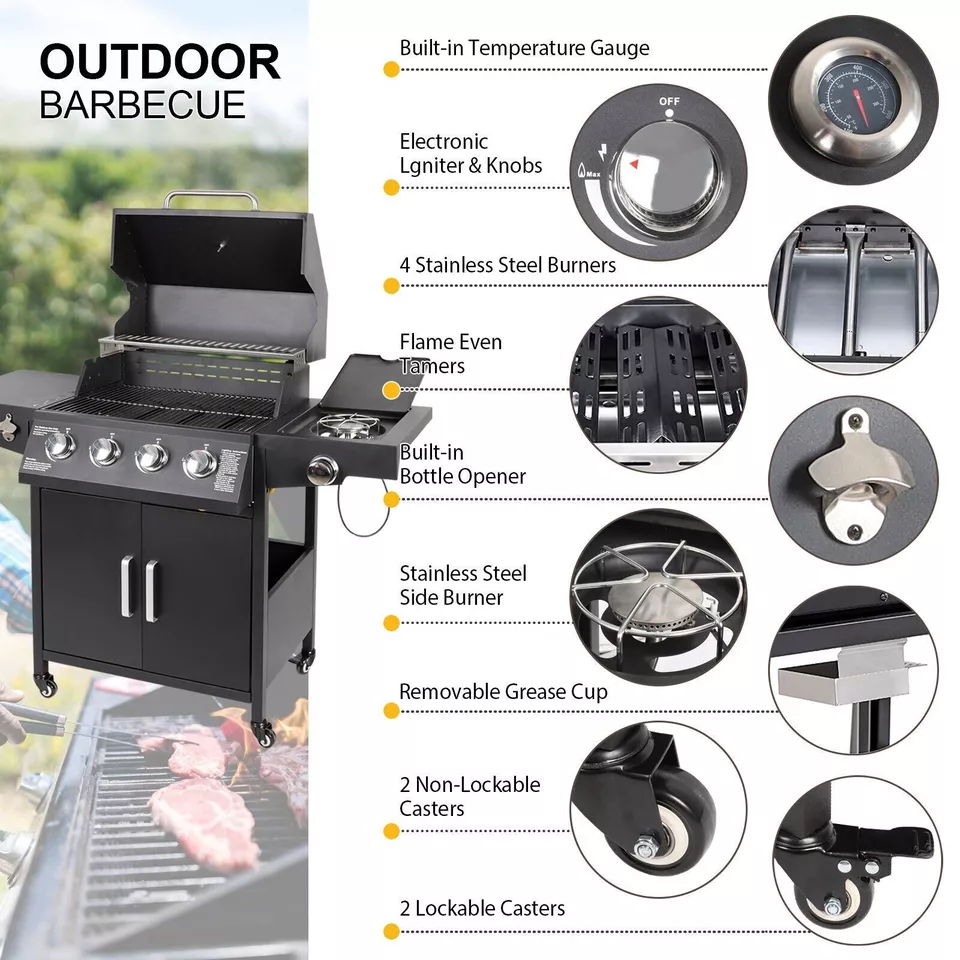 OUTDOOR
BARBECUE
Built-in Temperature Gauge
OFF
Electronic
Lgniter & Knobs
Max
4 Stainless Steel Burners
Flame Even
Tamers
Built-in
Bottle Opener
Stainless Steel
Side Burner
Removable Grease Cup
2 Non-Lockable
Casters
2 Lockable Casters